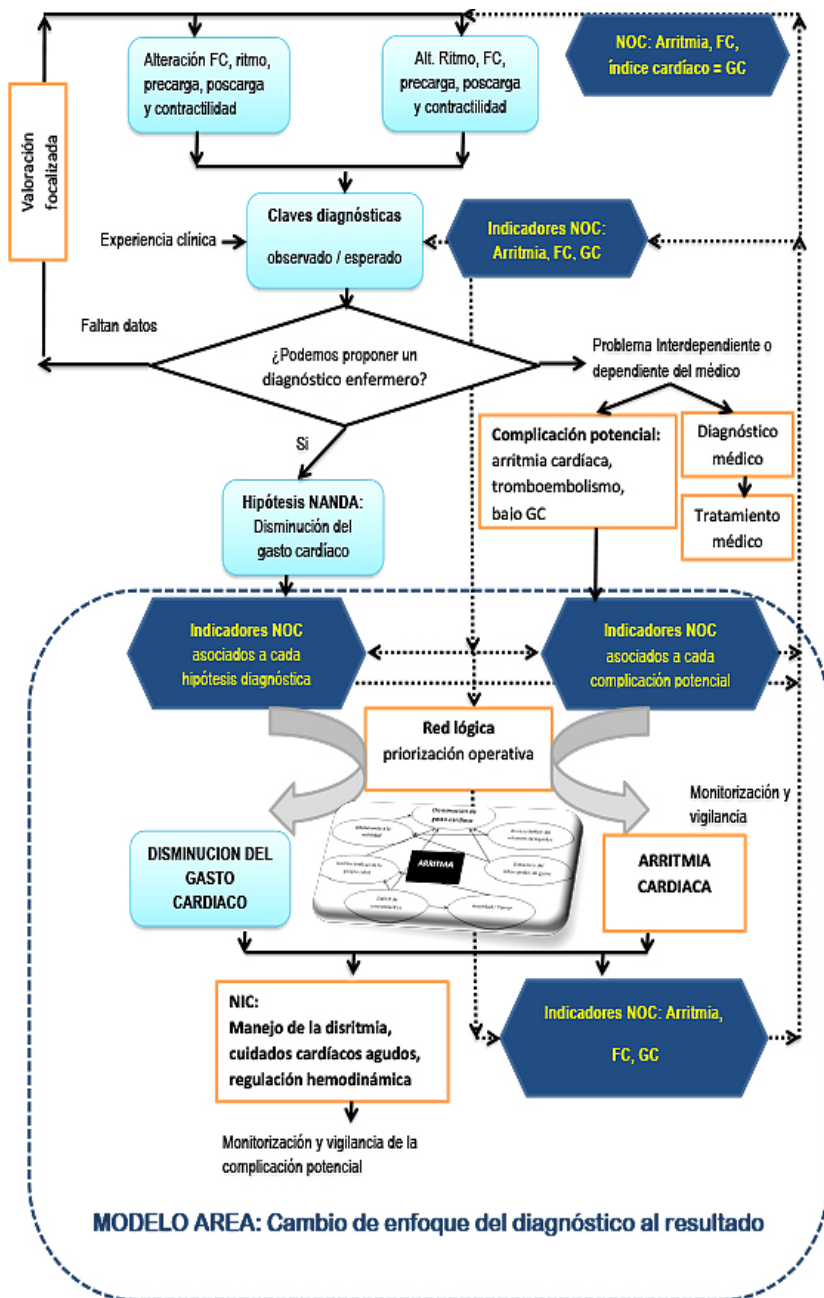 Alteración FC, ritmo,
precarga, poscarga
y contractilidad
Alt. Ritmo, FC,
precarga, poscarga
y contractilidad
NOC: Arritmia, FC,
índice cardíaco = GC
Valoración
focalizada
Claves diagnósticas
observado / esperado
Experiencia clínica
Indicadores NOC:
Arritmia, FC, GC
Faltan datos
¿Podemos proponer un
diagnóstico enfermero?
Problema Interdependiente o
dependiente del médico
Si
Complicación potencial:
arritmia cardíaca,
tromboembolismo,
bajo GC
Diagnóstico
médico
Tratamiento
médico
Hipótesis NANDA:
Disminución del
gasto cardíaco
Indicadores NOC
asociados a cada
hipótesis diagnóstica
Indicadores NOC
asociados a cada
complicación potencial
Red lógica
priorización operativa
Monitorización y
vigilancia
Disminución de
gasto cardíaco
ARRITMIA
DISMINUCION DEL
GASTO
CARDIACO
ARRITMIA
CARDIACA
NIC:
Manejo de la disritmia,
cuidados cardíacos agudos,
regulación hemodinámica
Indicadores NOC: Arritmia,
FC, GC
Monitorización y vigilancia de la
complicación potencial
MODELO AREA: Cambio de enfoque del diagnóstico al resultado